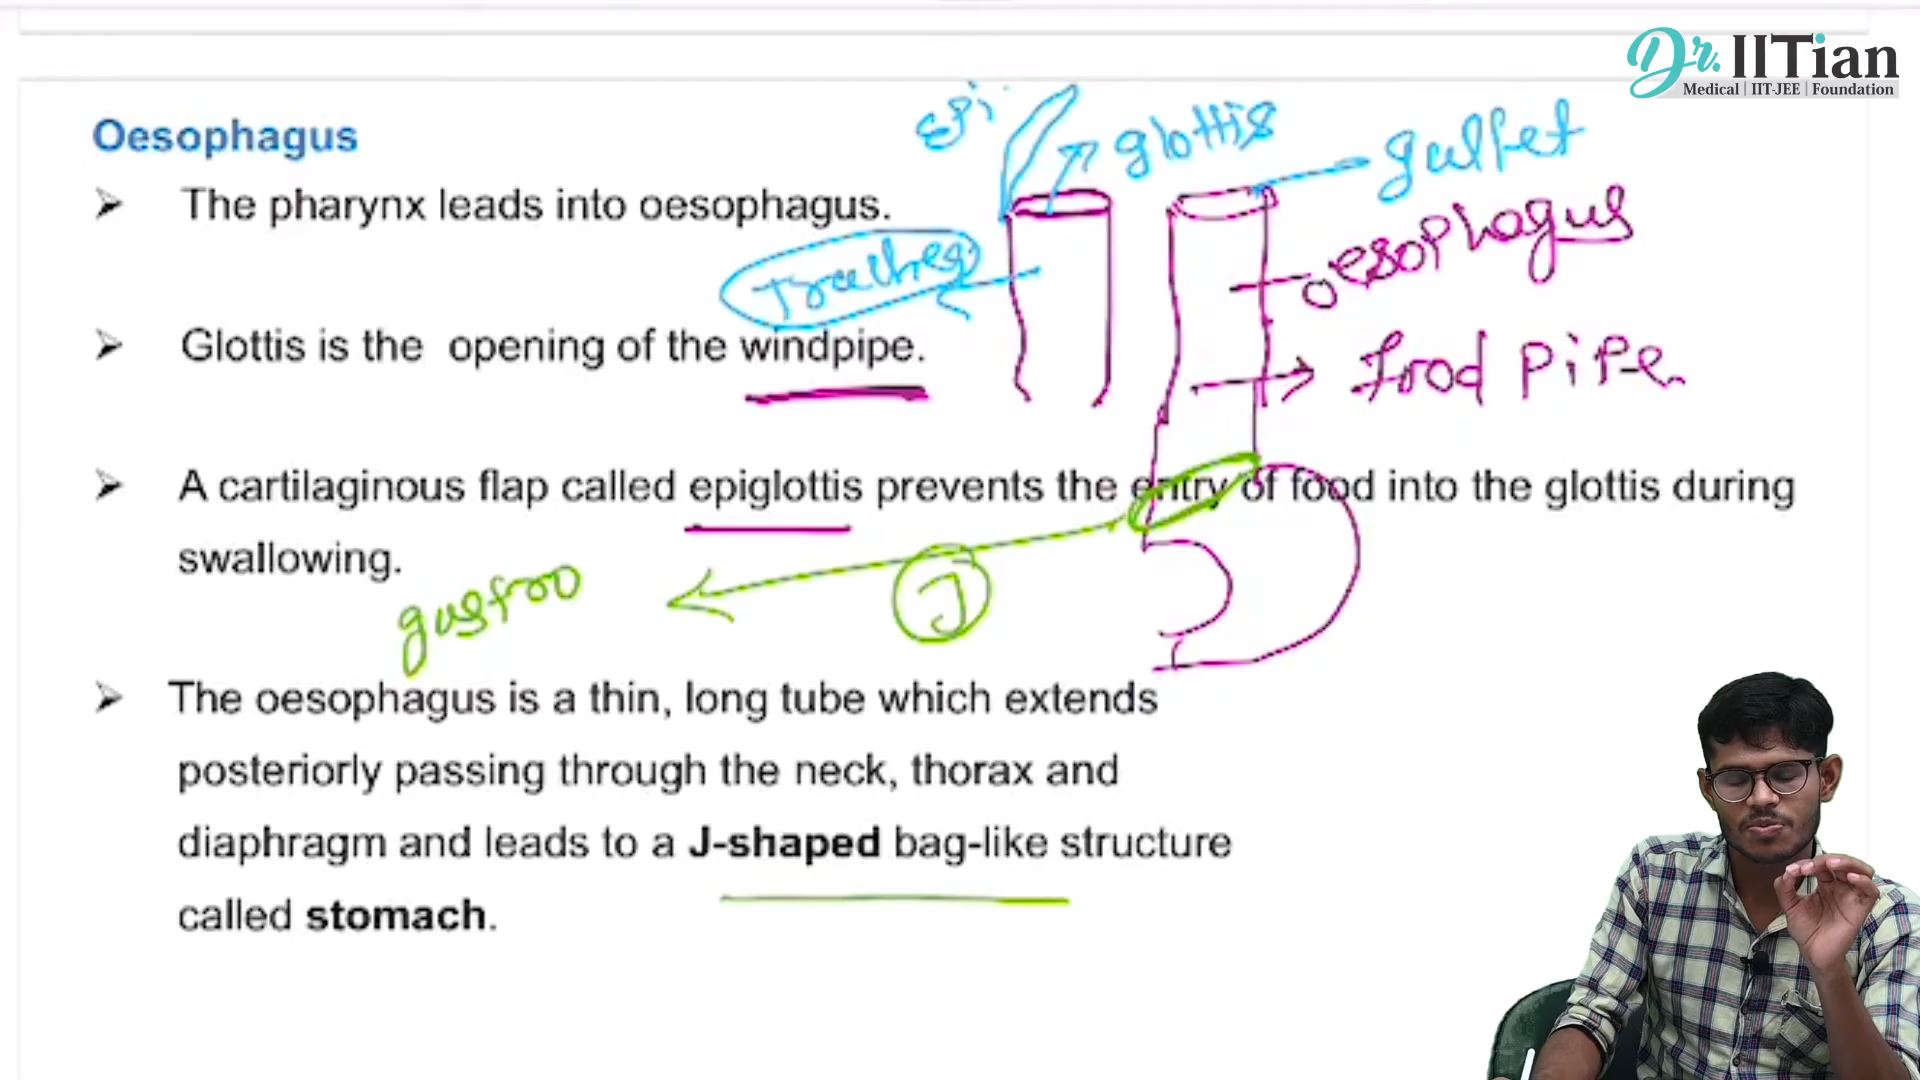 Dr. IITian
Medical | IIT-JEE | Foundation
Epi.
glottis
gullet
Oesophagus
➤ The pharynx leads into oesophagus.
Oesophagus
Trachea
➤ Glottis is the opening of the windpipe.
Food pipe
➤ A cartilaginous flap called epiglottis prevents the entry of food into the glottis during
swallowing.
gastro
J
➤ The oesophagus is a thin, long tube which extends
posteriorly passing through the neck, thorax and
diaphragm and leads to a J-shaped bag-like structure
called stomach.